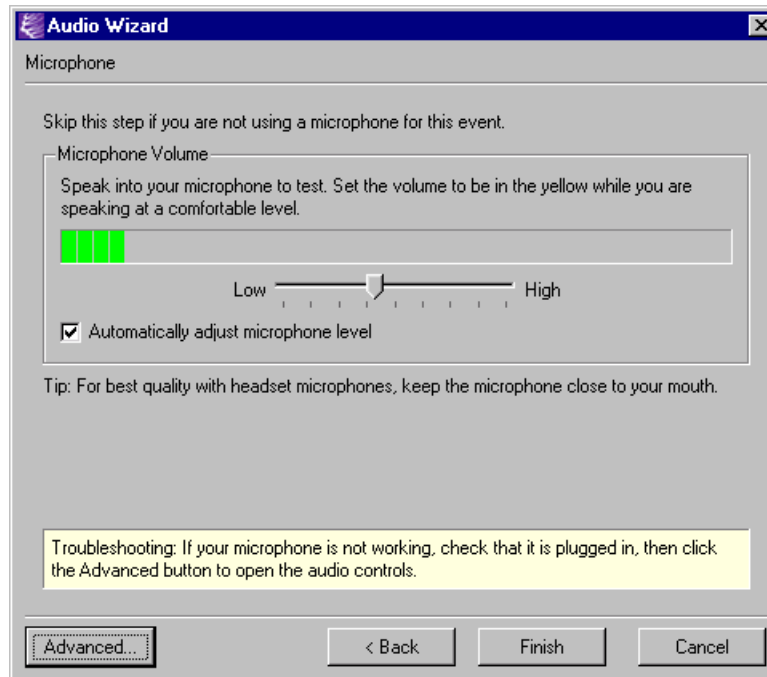 Audio Wizard
Microphone
Skip this step if you are not using a microphone for this event.
Microphone Volume
Speak into your microphone to test. Set the volume to be in the yellow while you are
speaking at a comfortable level.
Low High
Automatically adjust microphone level
Tip: For best quality with headset microphones, keep the microphone close to your mouth.
Troubleshooting: If your microphone is not working, check that it is plugged in, then click
the Advanced button to open the audio controls.
Advanced... < Back Finish Cancel